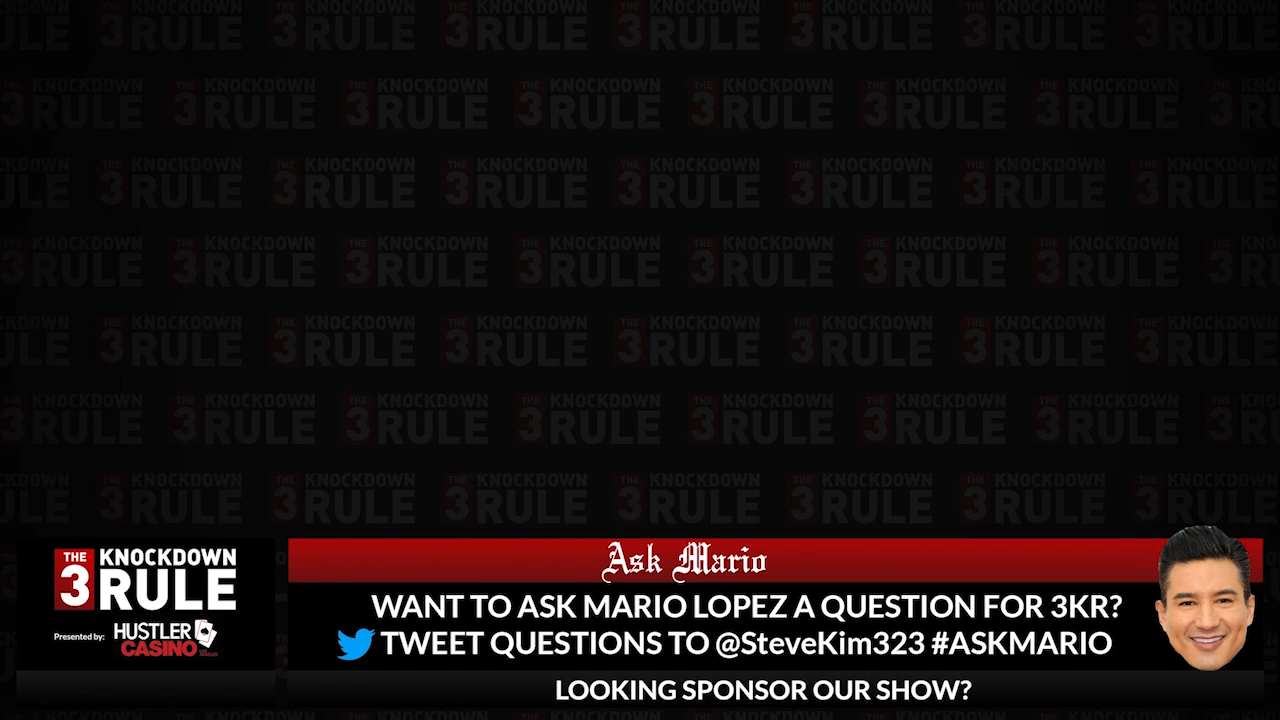 THE 3 KNOCKDOWN RULE
Presented by: HUSTLER CASINO
Ask Mario
WANT TO ASK MARIO LOPEZ A QUESTION FOR 3KR?
TWEET QUESTIONS TO @SteveKim323 #ASKMARIO
LOOKING SPONSOR OUR SHOW?